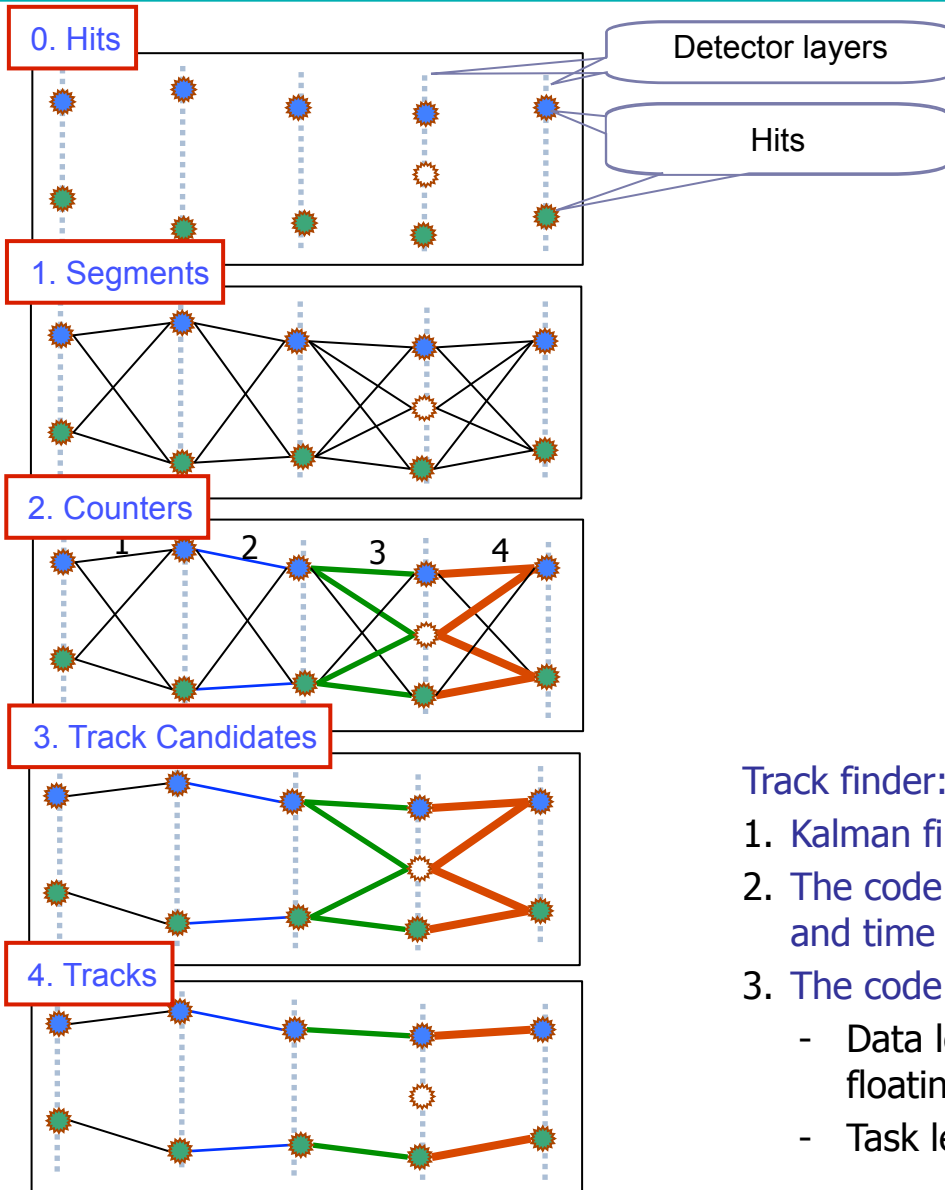 0. Hits
Detector layers
Hits
1. Segments
2. Counters
1 2 3 4
3. Track Candidates
4. Tracks
Track finder:
1. Kalman fi
2. The code
and time
3. The code
- Data l
floatin
- Task l